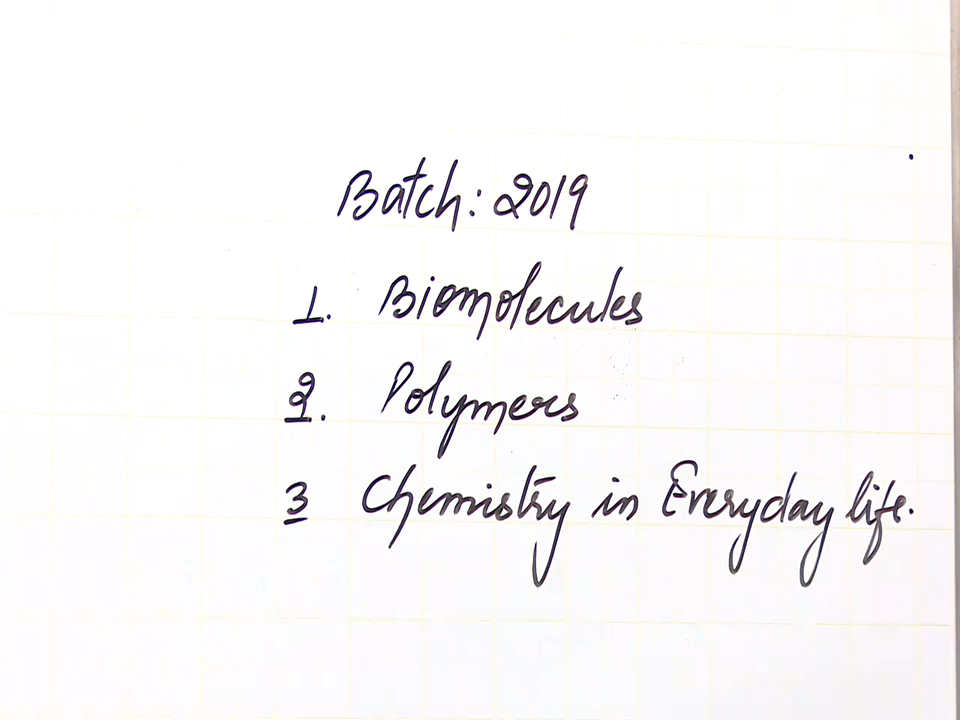 Batch: 2019
1. Biomolecules
2. Polymers
3 Chemistry in Everyday life.